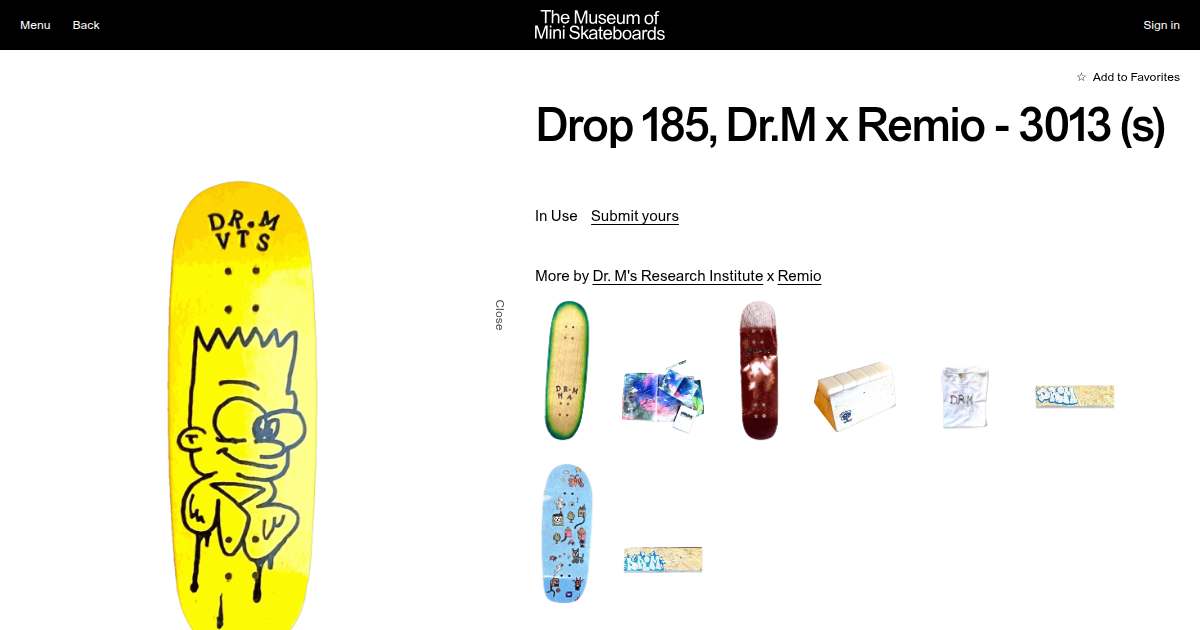 Menu
Back
The Museum of
Mini Skateboards
Sign in
☆ Add to Favorites
Drop 185, Dr.M x Remio - 3013 (s)
DR.M
VTS
In Use
Submit yours
More by Dr. M's Research Institute x Remio
Close
DR.M
DR.M